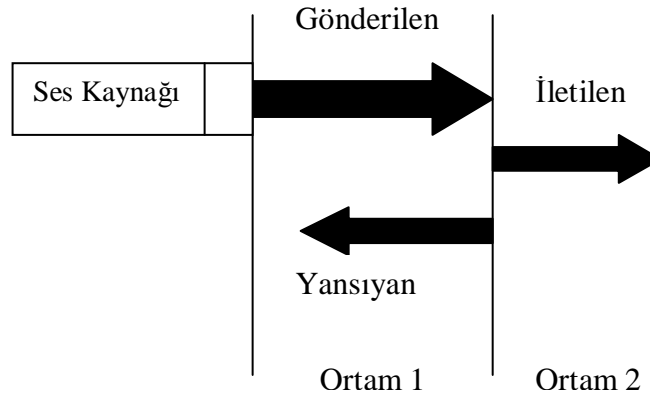 Gönderilen
Ses Kaynağı
İletilen
Yansıyan
Ortam 1
Ortam 2